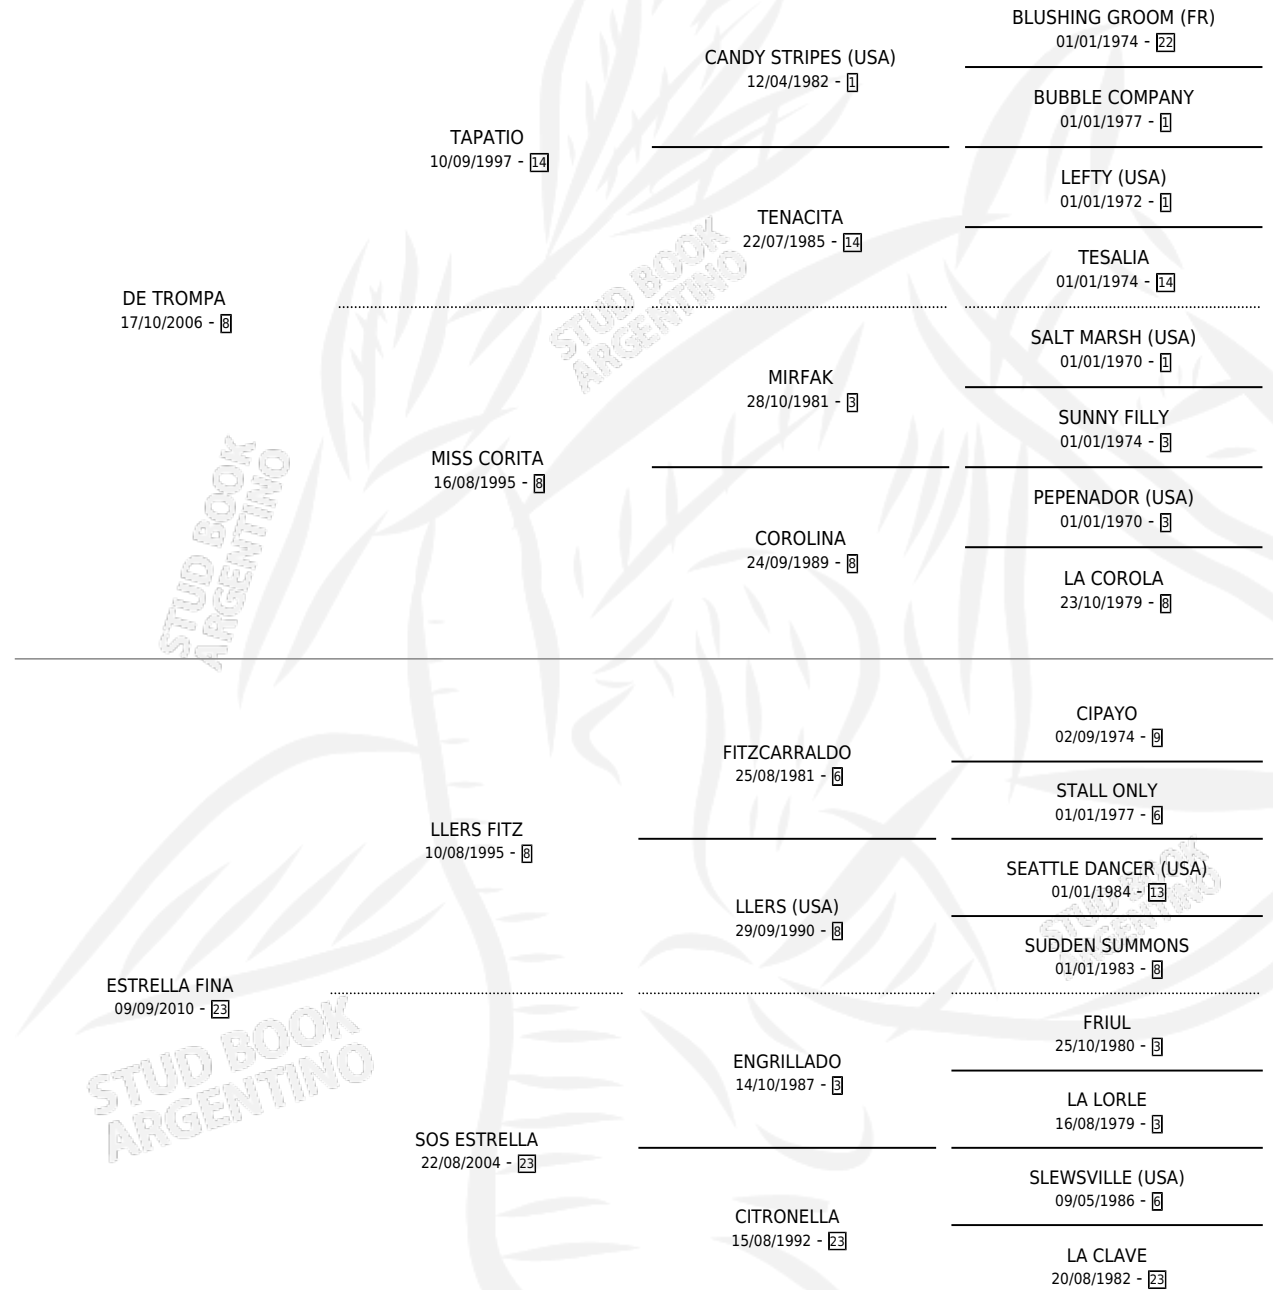 BLUSHING GROOM (FR)
01/01/1974 - 22
CANDY STRIPES (USA)
12/04/1982 - 1
BUBBLE COMPANY
01/01/1977 - 1
TAPATIO
10/09/1997 - 14
LEFTY (USA)
01/01/1972 - 1
TENACITA
22/07/1985 - 14
TESALIA
01/01/1974 - 14
DE TROMPA
17/10/2006 - 8
SALT MARSH (USA)
01/01/1970 - 1
MIRFAK
28/10/1981 - 3
SUNNY FILLY
01/01/1974 - 3
MISS CORITA
16/08/1995 - 8
PEPENADOR (USA)
01/01/1970 - 3
COROLINA
24/09/1989 - 8
LA COROLA
23/10/1979 - 8
CIPAYO
02/09/1974 - 9
FITZCARRALDO
25/08/1981 - 6
STALL ONLY
01/01/1977 - 6
LLERS FITZ
10/08/1995 - 8
SEATTLE DANCER (USA)
01/01/1984 - 13
LLERS (USA)
29/09/1990 - 8
SUDDEN SUMMONS
01/01/1983 - 8
ESTRELLA FINA
09/09/2010 - 23
FRIUL
25/10/1980 - 3
ENGRILLADO
14/10/1987 - 3
LA LORLE
16/08/1979 - 3
SOS ESTRELLA
22/08/2004 - 23
SLEWSVILLE (USA)
09/05/1986 - 6
CITRONELLA
15/08/1992 - 23
LA CLAVE
20/08/1982 - 23
STUD BOOK
ARGENTINO
STUD BOOK
ARGENTINO
STUD BOOK
ARGENTINO
STUD BOOK
ARGENTINO